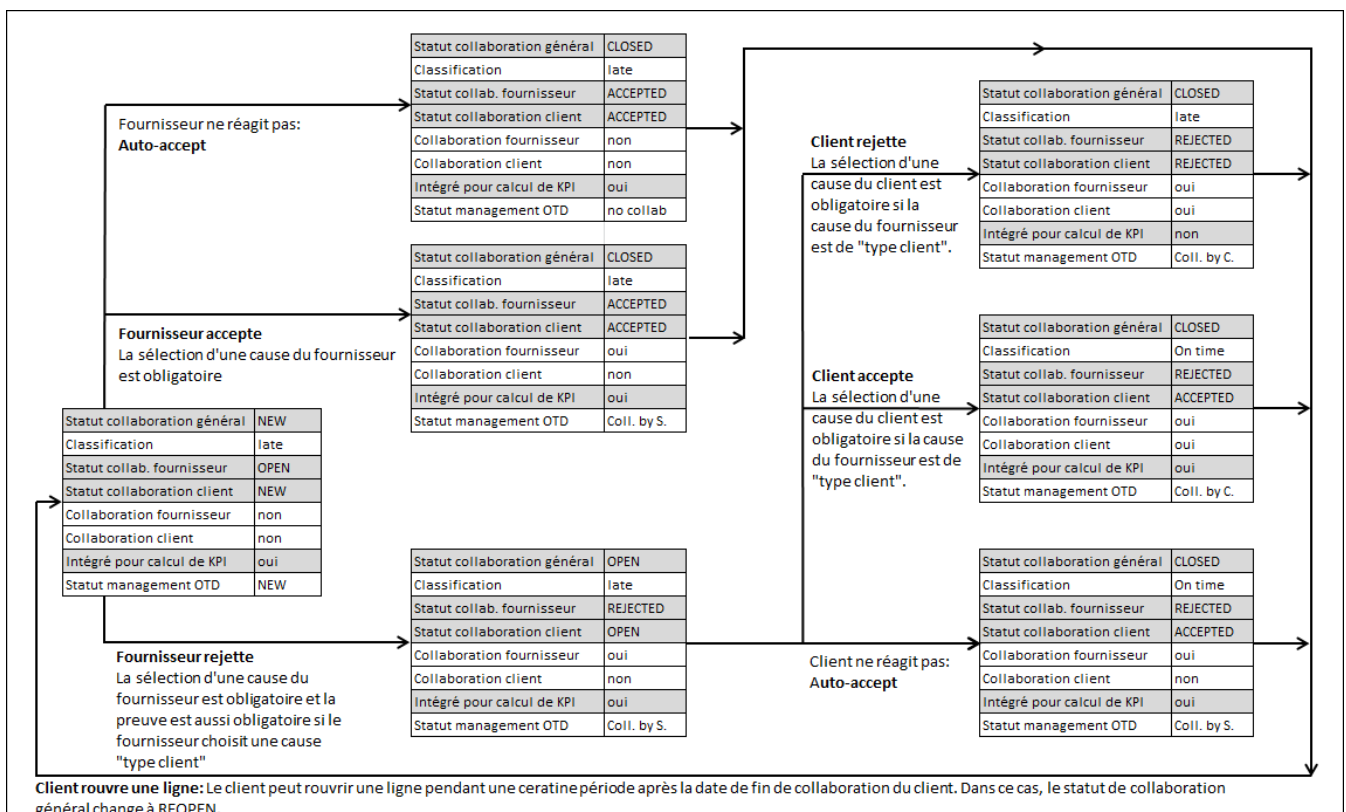 Statut collaboration général CLOSED
Classification late
Statut collab. fournisseur ACCEPTED
Statut collaboration client ACCEPTED
Collaboration fournisseur non
Collaboration client non
Intégré pour calcul de KPI oui
Statut management OTD no collab
Fournisseur ne réagit pas:
Auto-accept
Statut collaboration général CLOSED
Classification late
Statut collab. fournisseur ACCEPTED
Statut collaboration client ACCEPTED
Collaboration fournisseur oui
Collaboration client non
Intégré pour calcul de KPI oui
Statut management OTD Coll. by S.
Fournisseur accepte
La sélection d'une cause du fournisseur
est obligatoire
Statut collaboration général NEW
Classification late
Statut collab. fournisseur OPEN
Statut collaboration client NEW
Collaboration fournisseur non
Collaboration client non
Intégré pour calcul de KPI oui
Statut management OTD NEW
Statut collaboration général OPEN
Classification late
Statut collab. fournisseur REJECTED
Statut collaboration client OPEN
Collaboration fournisseur oui
Collaboration client non
Intégré pour calcul de KPI oui
Statut management OTD Coll. by S.
Fournisseur rejette
La sélection d'une cause du
fournisseur est obligatoire et la
preuve est aussi obligatoire si le
fournisseur choisit une cause
"type client"
Client rejette
La sélection d'une
cause du client est
obligatoire si la
cause du fournisseur
est de "type client".
Statut collaboration général CLOSED
Classification late
Statut collab. fournisseur REJECTED
Statut collaboration client REJECTED
Collaboration fournisseur oui
Collaboration client oui
Intégré pour calcul de KPI non
Statut management OTD Coll. by C.
Client accepte
La sélection d'une
cause du client est
obligatoire si la cause
du fournisseur est de
"type client".
Statut collaboration général CLOSED
Classification On time
Statut collab. fournisseur REJECTED
Statut collaboration client ACCEPTED
Collaboration fournisseur oui
Collaboration client oui
Intégré pour calcul de KPI oui
Statut management OTD Coll. by C.
Client ne réagit pas:
Auto-accept
Statut collaboration général CLOSED
Classification On time
Statut collab. fournisseur REJECTED
Statut collaboration client ACCEPTED
Collaboration fournisseur oui
Collaboration client non
Intégré pour calcul de KPI oui
Statut management OTD Coll. by S.
Client rouvre une ligne: Le client peut rouvrir une ligne pendant une ceratine période après la date de fin de collaboration du client. Dans ce cas, le statut de collaboration
général change à REOPEN.